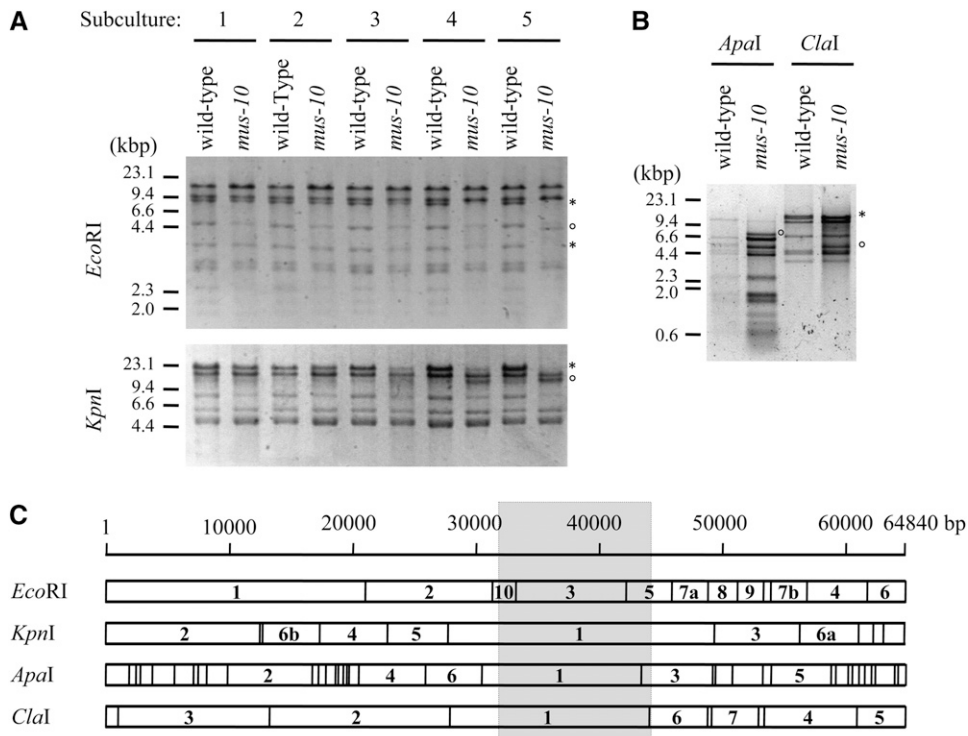 A
Subculture: 1 2 3 4 5
wild-type mus-10 wild-Type mus-10 wild-type mus-10 wild-type mus-10 wild-type mus-10
(kbp)
EcoRI
23.1
9.4
6.6
4.4
2.3
2.0
*
°
*
KpnI
23.1
9.4
6.6
4.4
*
°
B
ApaI ClaI
wild-type mus-10 wild-type mus-10
(kbp)
23.1
9.4
6.6
4.4
2.3
2.0
0.6
°
*
°
C
1 10000 20000 30000 40000 50000 60000 64840 bp
EcoRI 1 2 10 3 5 7a 8 9 7b 4 6
KpnI 2 6b 4 5 1 3 6a
ApaI 2 4 6 1 3 5
ClaI 3 2 1 6 7 4 5